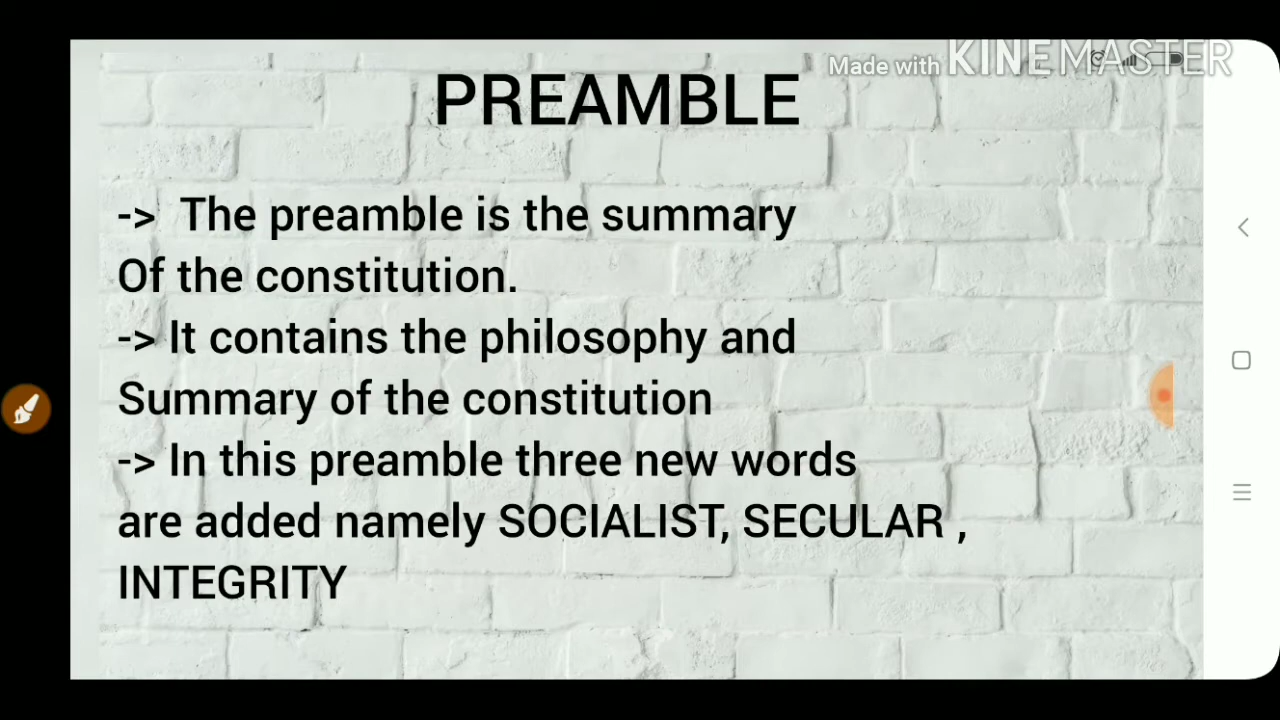 Made with KINEMASTER
PREAMBLE
-> The preamble is the summary
Of the constitution.
-> It contains the philosophy and
Summary of the constitution
-> In this preamble three new words
are added namely SOCIALIST, SECULAR ,
INTEGRITY